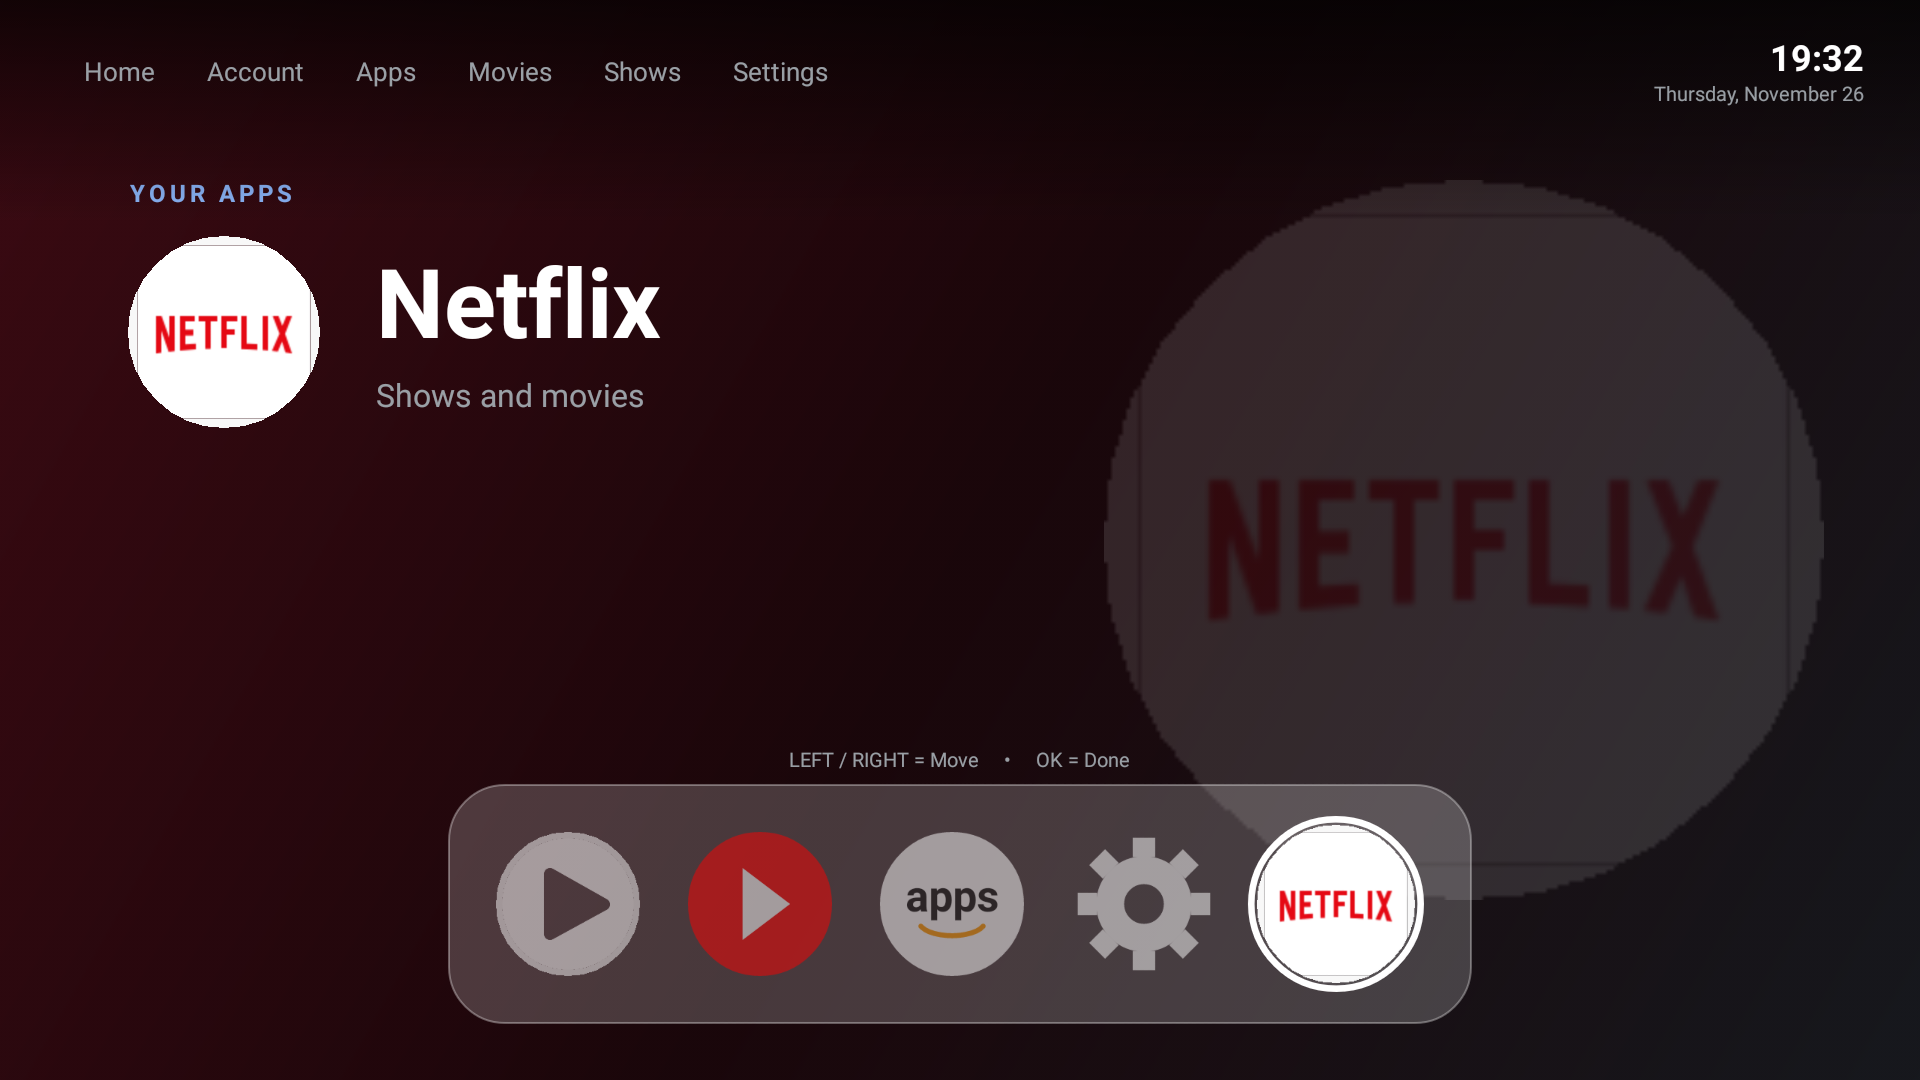 Home Account Apps Movies Shows Settings
19:32
Thursday, November 26
YOUR APPS
NETFLIX
Netflix
Shows and movies
NETFLIX
LEFT / RIGHT = Move • OK = Done
apps
NETFLIX